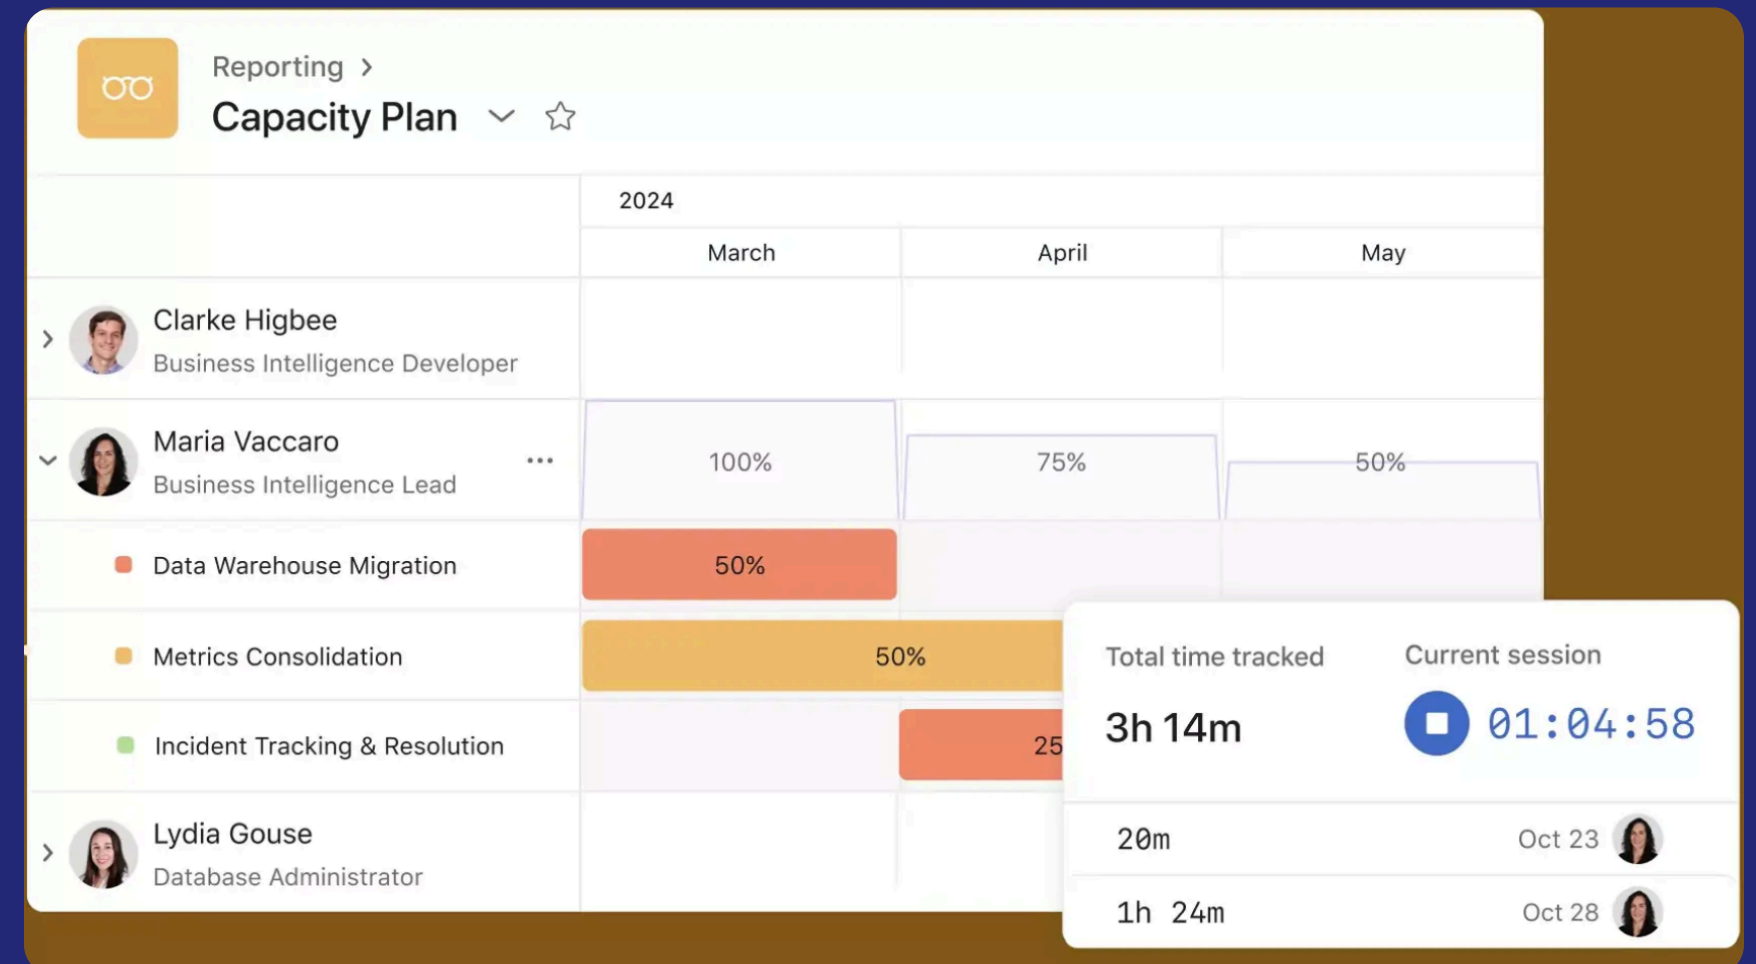 Reporting
Capacity Plan
2024
March April May
Clarke Higbee
Business Intelligence Developer
Maria Vaccaro
Business Intelligence Lead
100% 75% 50%
Data Warehouse Migration
50%
Metrics Consolidation
50%
Incident Tracking & Resolution
25
Lydia Gouse
Database Administrator
Total time tracked
3h 14m
Current session
01:04:58
20m Oct 23
1h 24m Oct 28